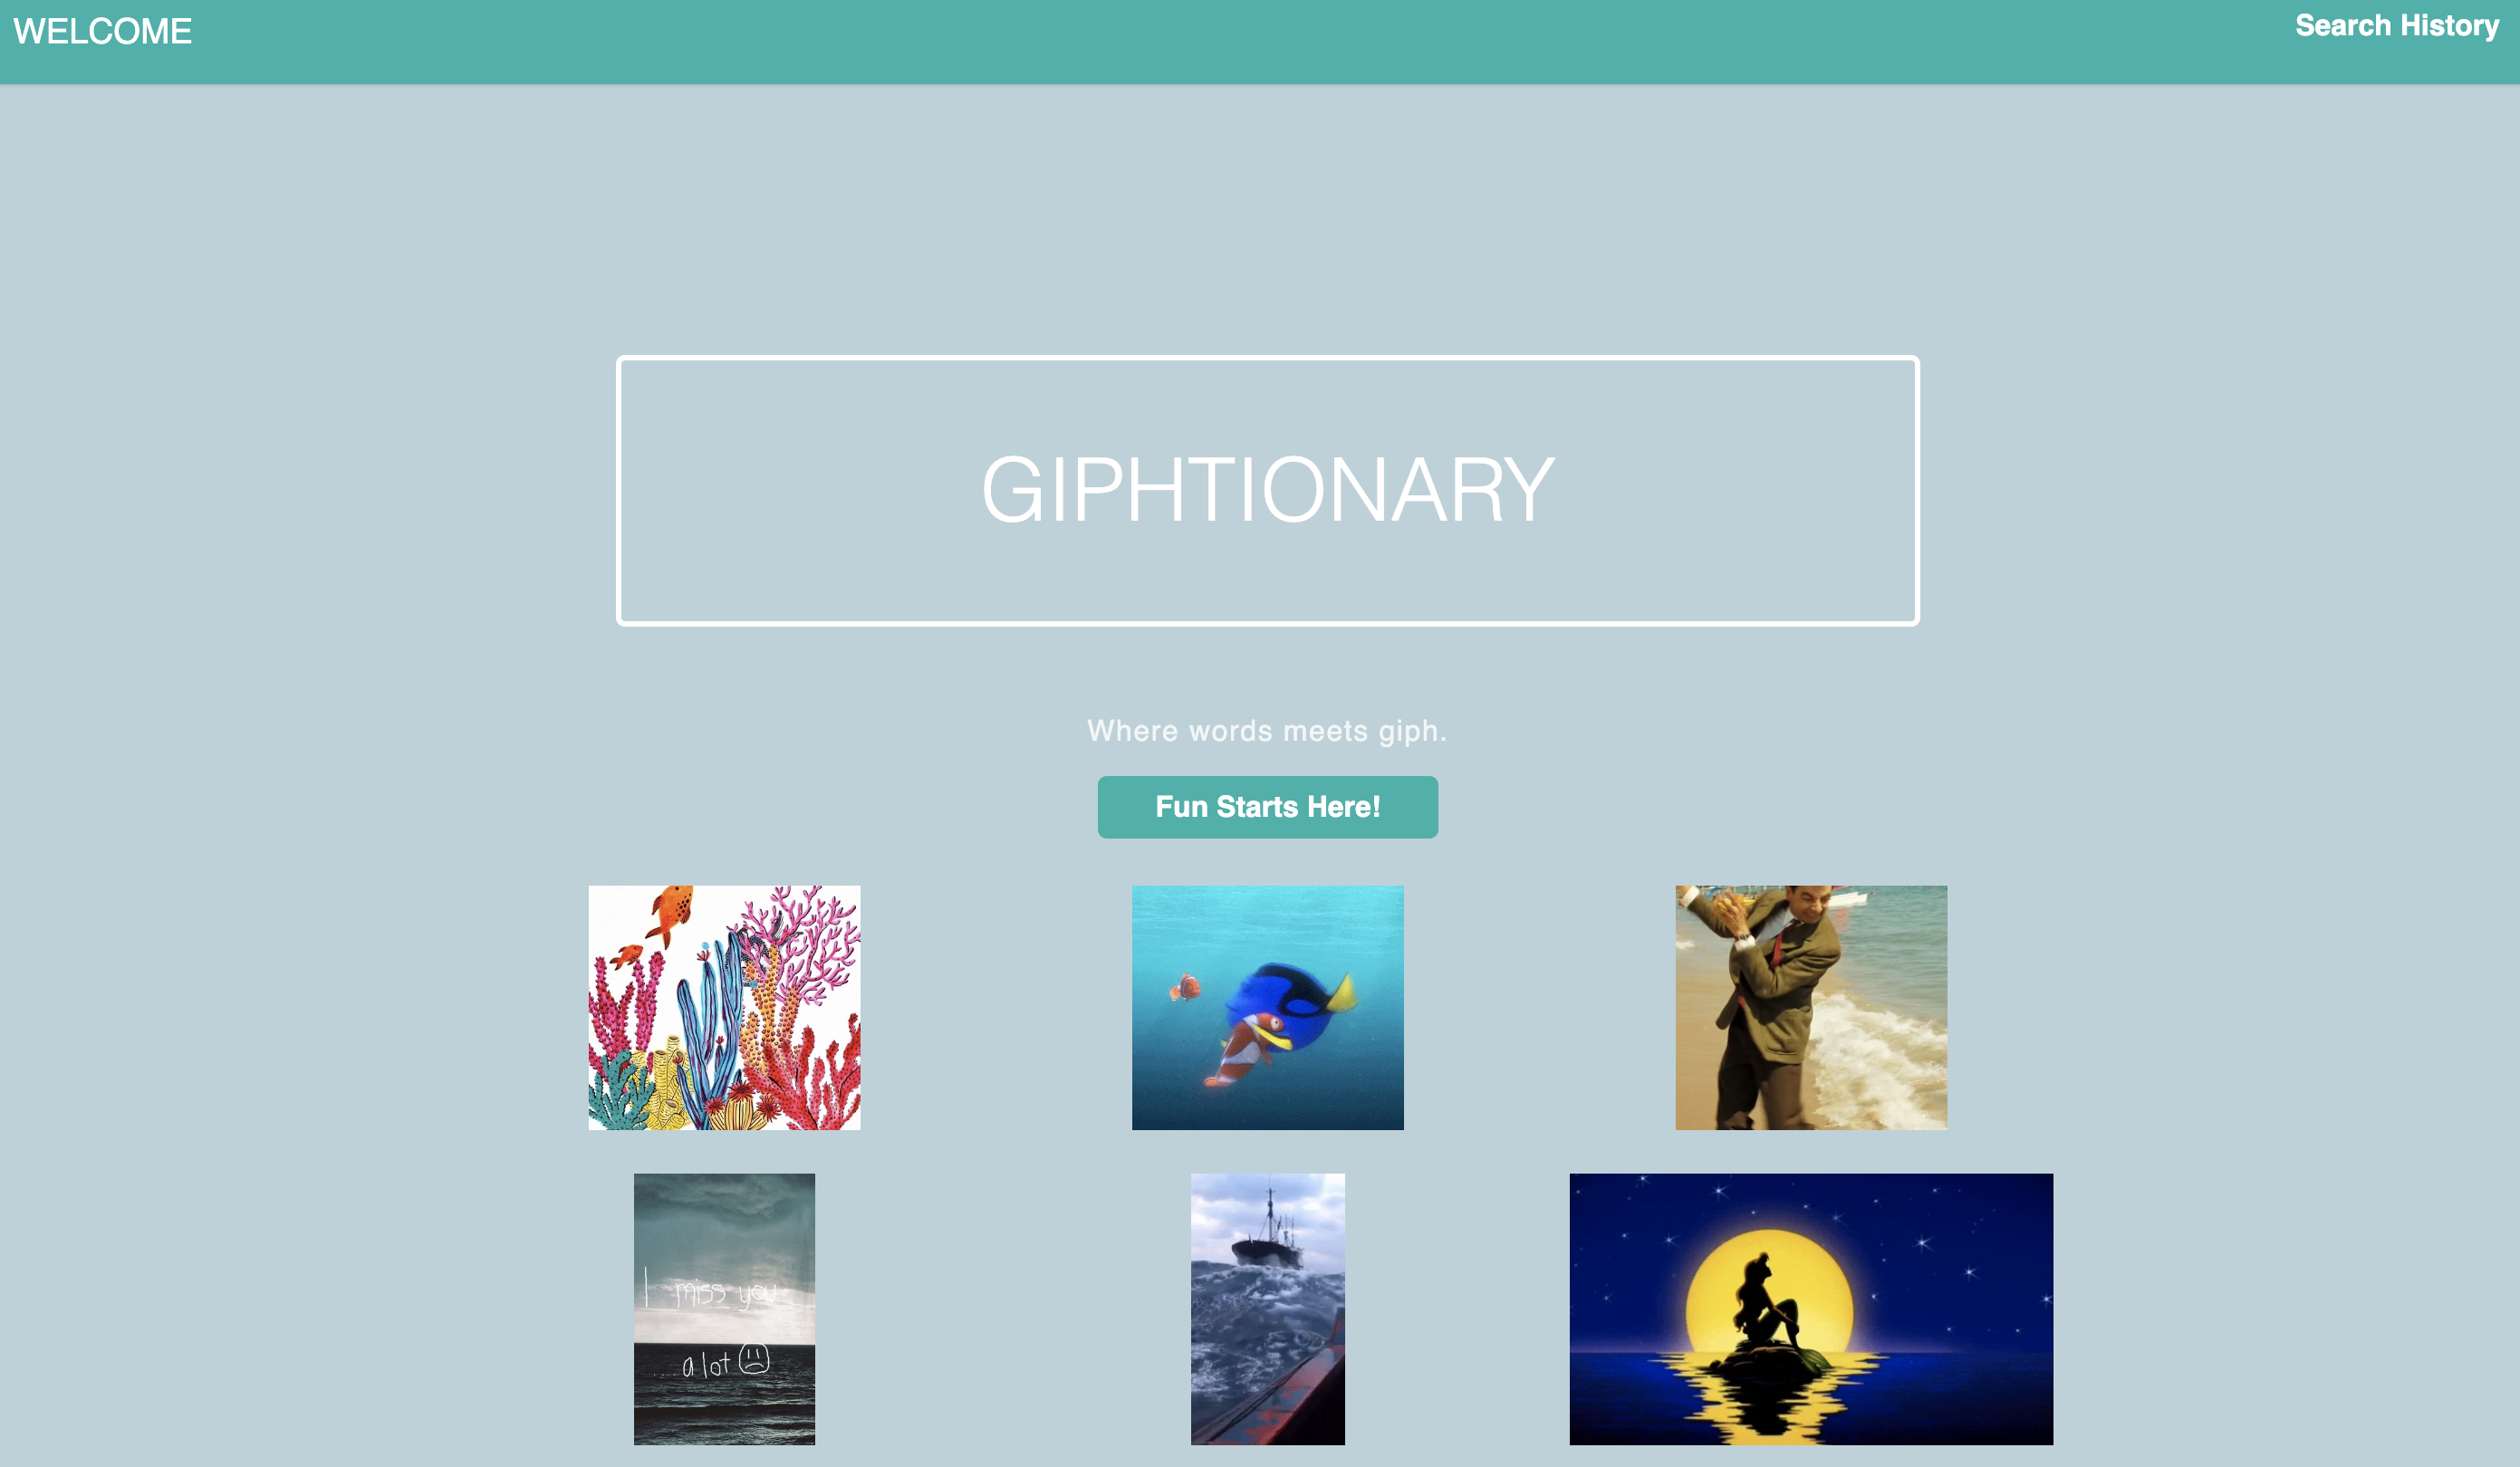 WELCOME
Search History
GIPHTIONARY
Where words meets giph.
Fun Starts Here!
I miss you
a lot